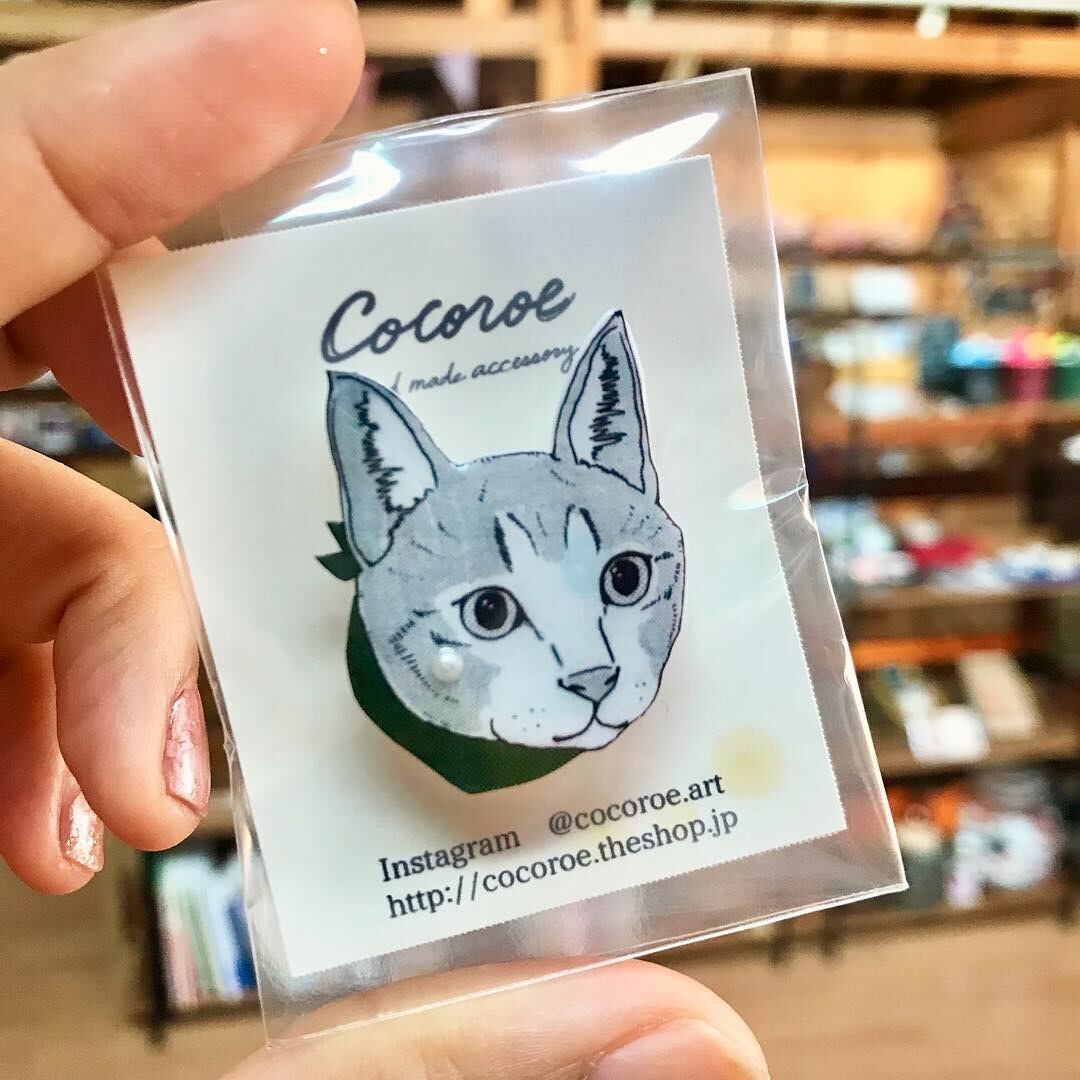 Cocoroe
made accessory
Instagram @cocoroe.art
http://cocoroe.theshop.jp